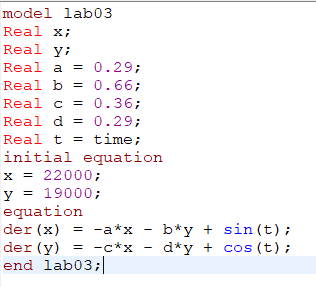 model lab03
Real x;
Real y;
Real a = 0.29;
Real b = 0.66;
Real c = 0.36;
Real d = 0.29;
Real t = time;
initial equation
x = 22000;
y = 19000;
equation
der(x) = -a*x - b*y + sin(t);
der(y) = -c*x - d*y + cos(t);
end lab03;